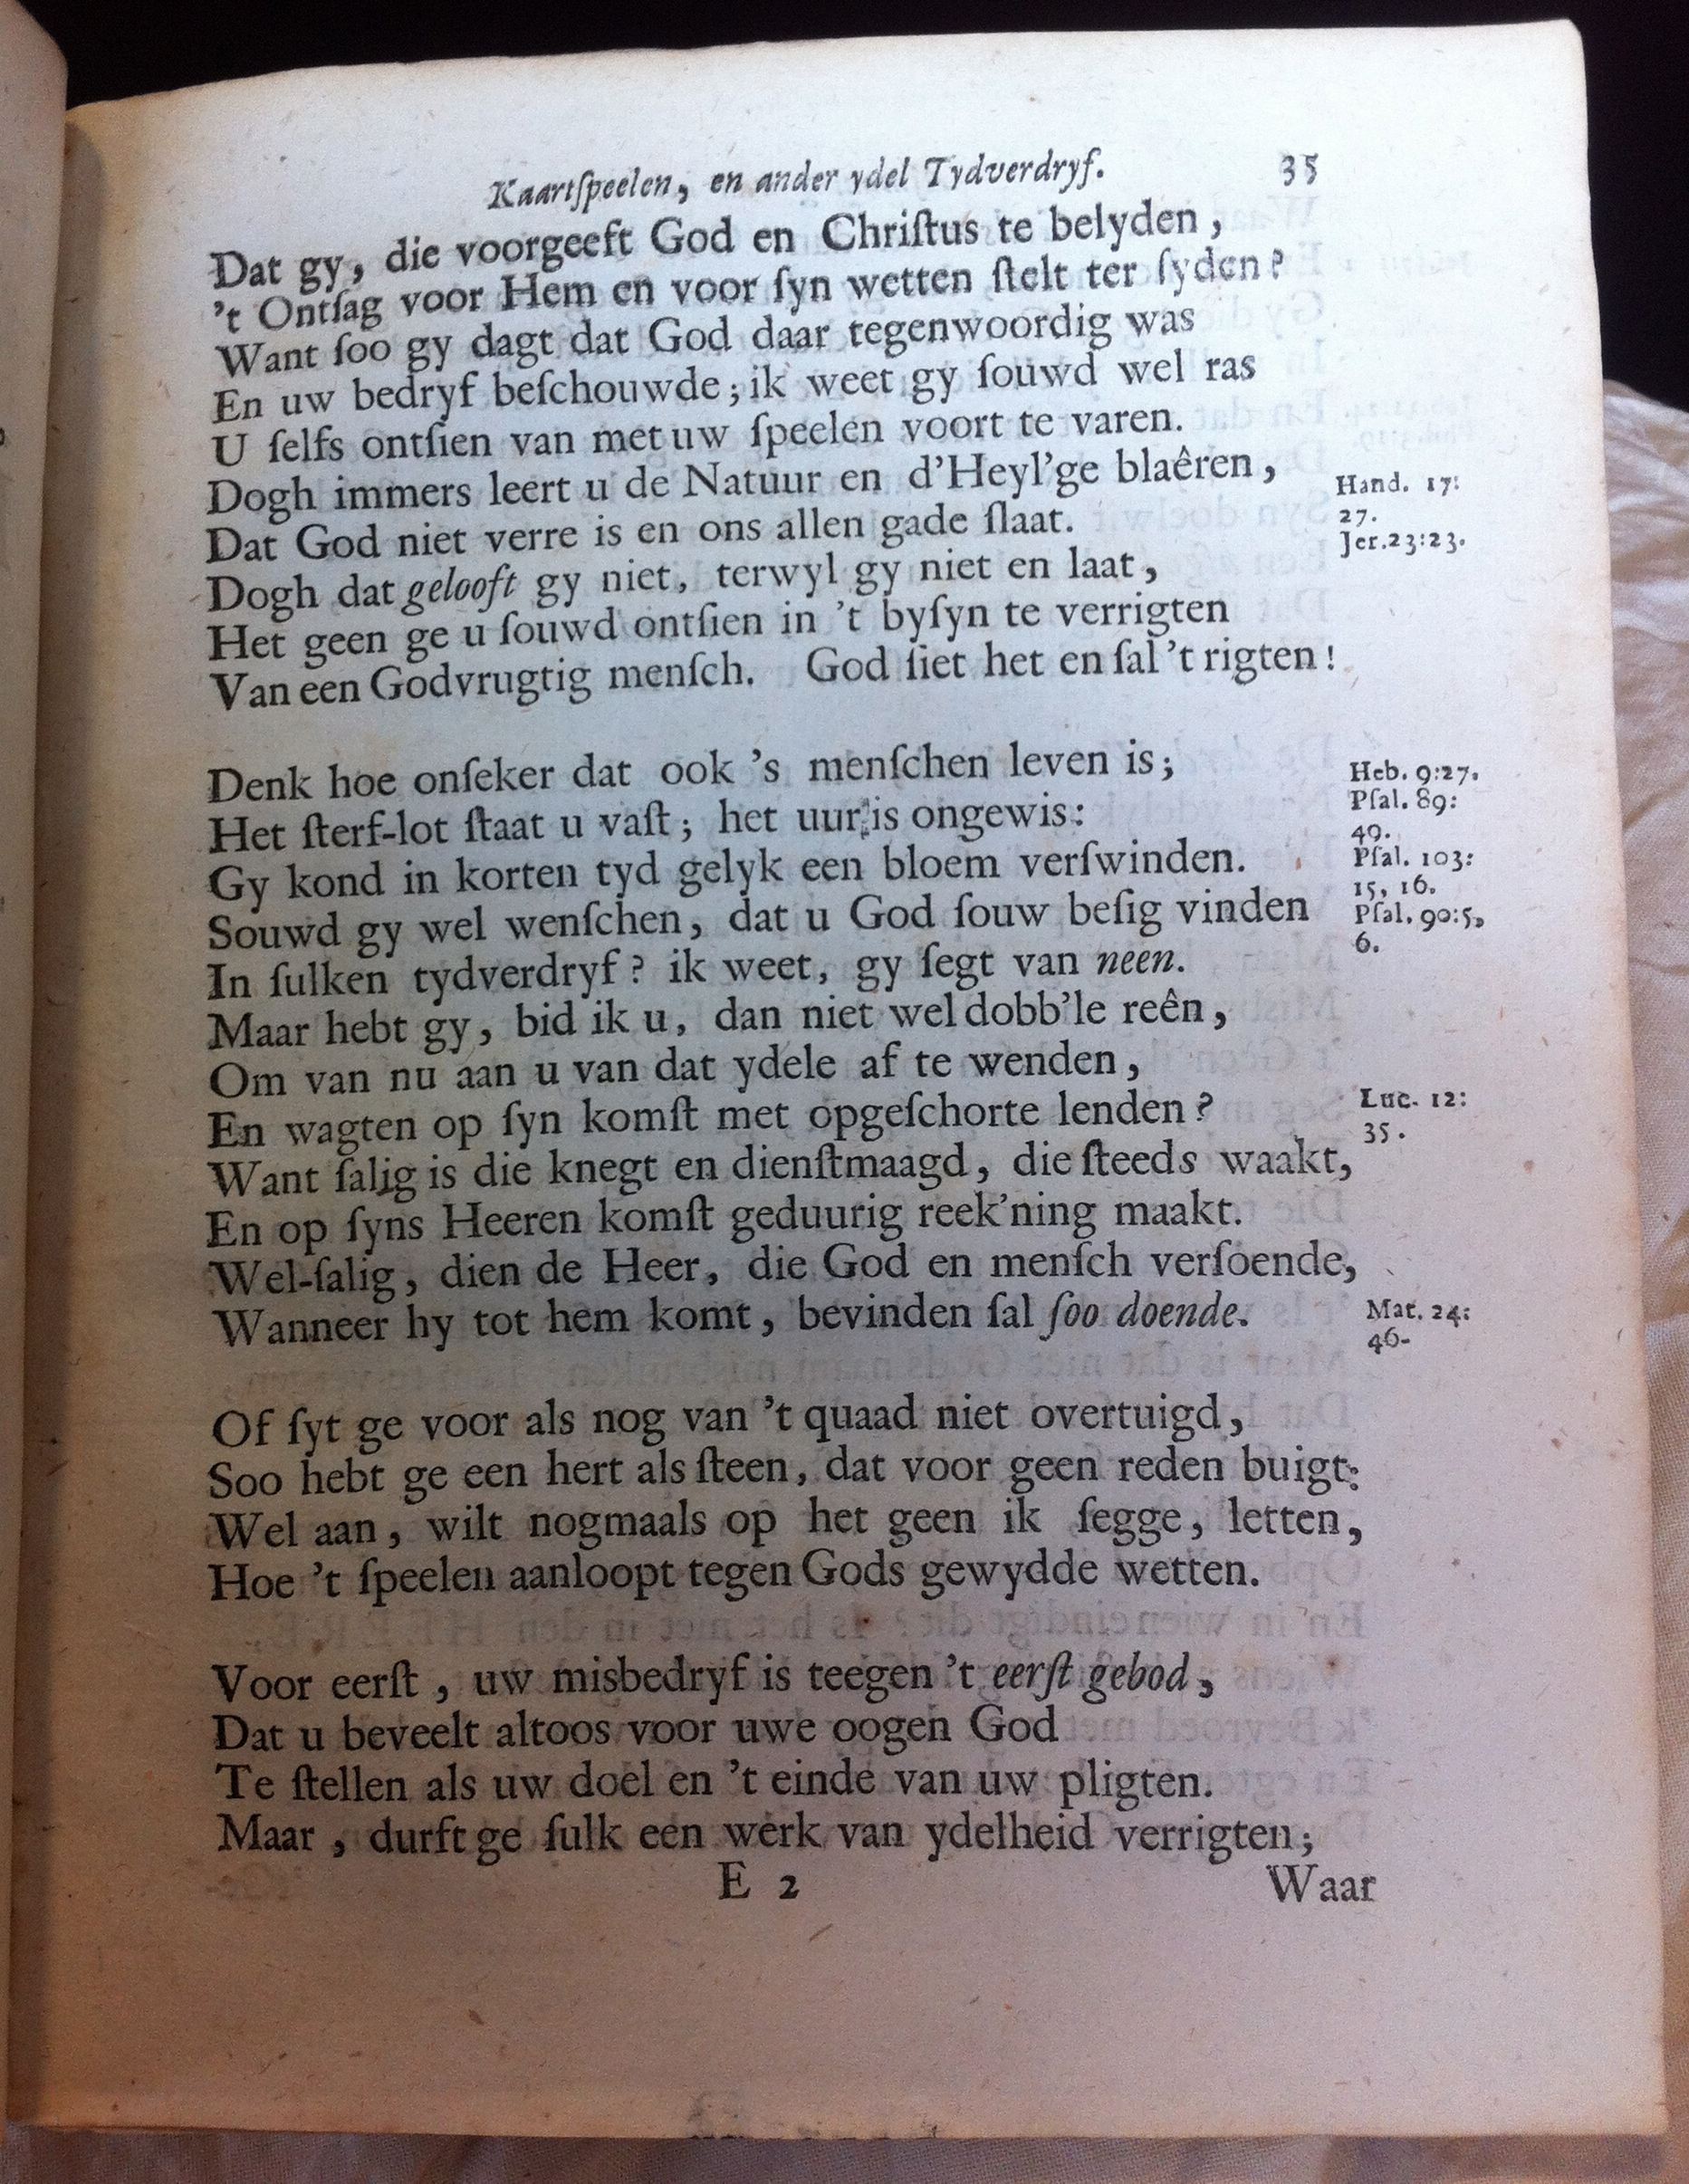 Kaartſpeelen, en ander ydel Tydverdryf. 35
Dat gy, die voorgeeft God en Chriſtus te belyden,
't Ontſag voor Hem en voor ſyn wetten ſtelt ter ſyden?
Want ſoo gy dagt dat God daar tegenwoordig was
En uw bedryf beſchouwde; ik weet gy ſouwd wel ras
U ſelfs ontſien van met uw ſpeelen voort te varen.
Dogh immers leert u de Natuur en d'Heyl'ge blaêren,
Hand. 17:
27.
Jer. 23:23.
Dat God niet verre is en ons allen gade ſlaat.
Dogh dat gelooft gy niet, terwyl gy niet en laat,
Het geen ge u ſouwd ontſien in 't byſyn te verrigten
Van een Godvrugtig menſch. God ſiet het en ſal 't rigten!
Denk hoe onſeker dat ook 's menſchen leven is;
Heb. 9:27.
Pſal. 89:
49.
Pſal. 103:
15, 16.
Pſal. 90:5,
6.
Het ſterf-lot ſtaat u vaſt; het uur is ongewis:
Gy kond in korten tyd gelyk een bloem verſwinden.
Souwd gy wel wenſchen, dat u God ſouw beſig vinden
In ſulken tydverdryf? ik weet, gy ſegt van neen.
Maar hebt gy, bid ik u, dan niet wel dobb'le reên,
Om van nu aan u van dat ydele af te wenden,
En wagten op ſyn komſt met opgeſchorte lenden?
Luc. 12:
35.
Want ſalig is die knegt en dienſtmaagd, die ſteeds waakt,
En op ſyns Heeren komſt geduurig reek'ning maakt.
Wel-ſalig, dien de Heer, die God en menſch verſoende,
Wanneer hy tot hem komt, bevinden ſal ſoo doende.
Mat. 24:
46-
Of ſyt ge voor als nog van 't quaad niet overtuigd,
Soo hebt ge een hert als ſteen, dat voor geen reden buigt:
Wel aan, wilt nogmaals op het geen ik ſegge, letten,
Hoe 't ſpeelen aanloopt tegen Gods gewydde wetten.
Voor eerſt, uw misbedryf is teegen 't eerſt gebod,
Dat u beveelt altoos voor uwe oogen God
Te ſtellen als uw doel en 't einde van uw pligten.
Maar, durft ge ſulk een werk van ydelheid verrigten;
E 2 Waar